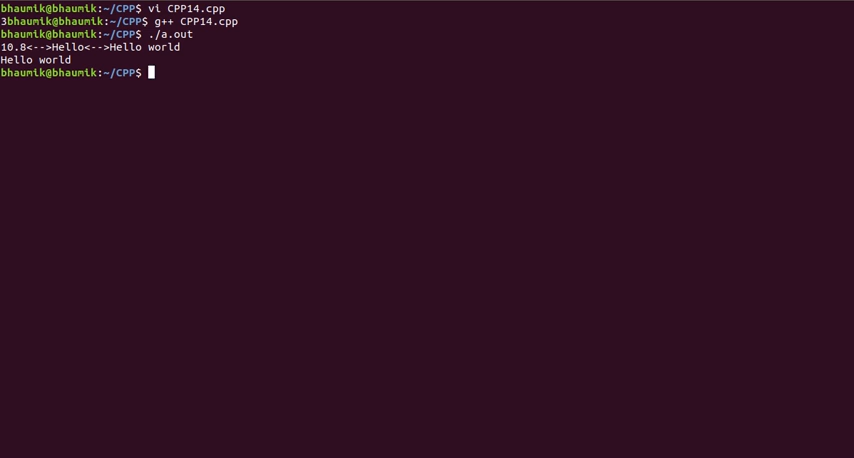 bhaumik@bhaumik:~/CPP$ vi CPP14.cpp
3bhaumik@bhaumik:~/CPP$ g++ CPP14.cpp
bhaumik@bhaumik:~/CPP$ ./a.out
10.8<-->Hello<-->Hello world
Hello world
bhaumik@bhaumik:~/CPP$